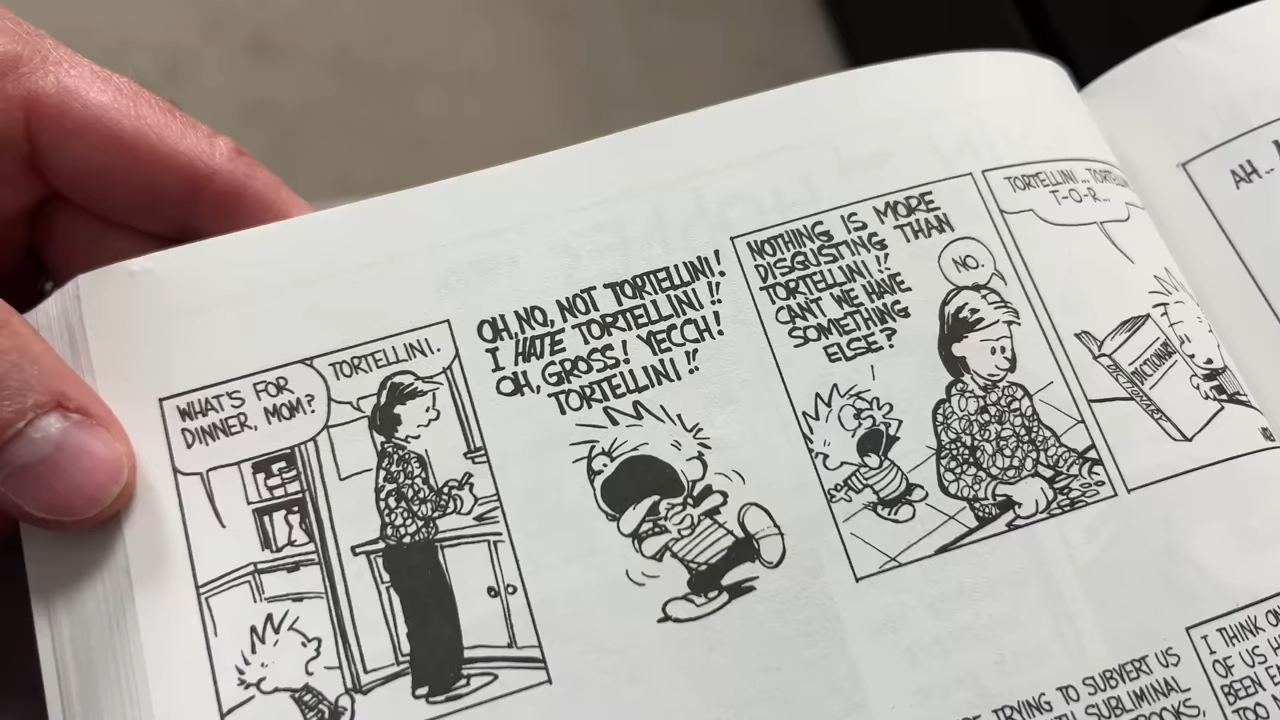 WHAT'S FOR
DINNER, MOM?
TORTELLINI.
OH, NO, NOT TORTELLINI!
I HATE TORTELLINI!!
OH, GROSS! YECCH!
TORTELLINI!!
NOTHING IS MORE
DISGUSTING THAN
TORTELLINI!!
CAN'T WE HAVE
SOMETHING
ELSE?
NO.
TORTELLINI...
T-O-R...
DICTIONARY
DICTIONARY
AH..
TRYING TO SUBVERT US
SUBLIMINAL
I THINK
OF US
BEEN
TOO